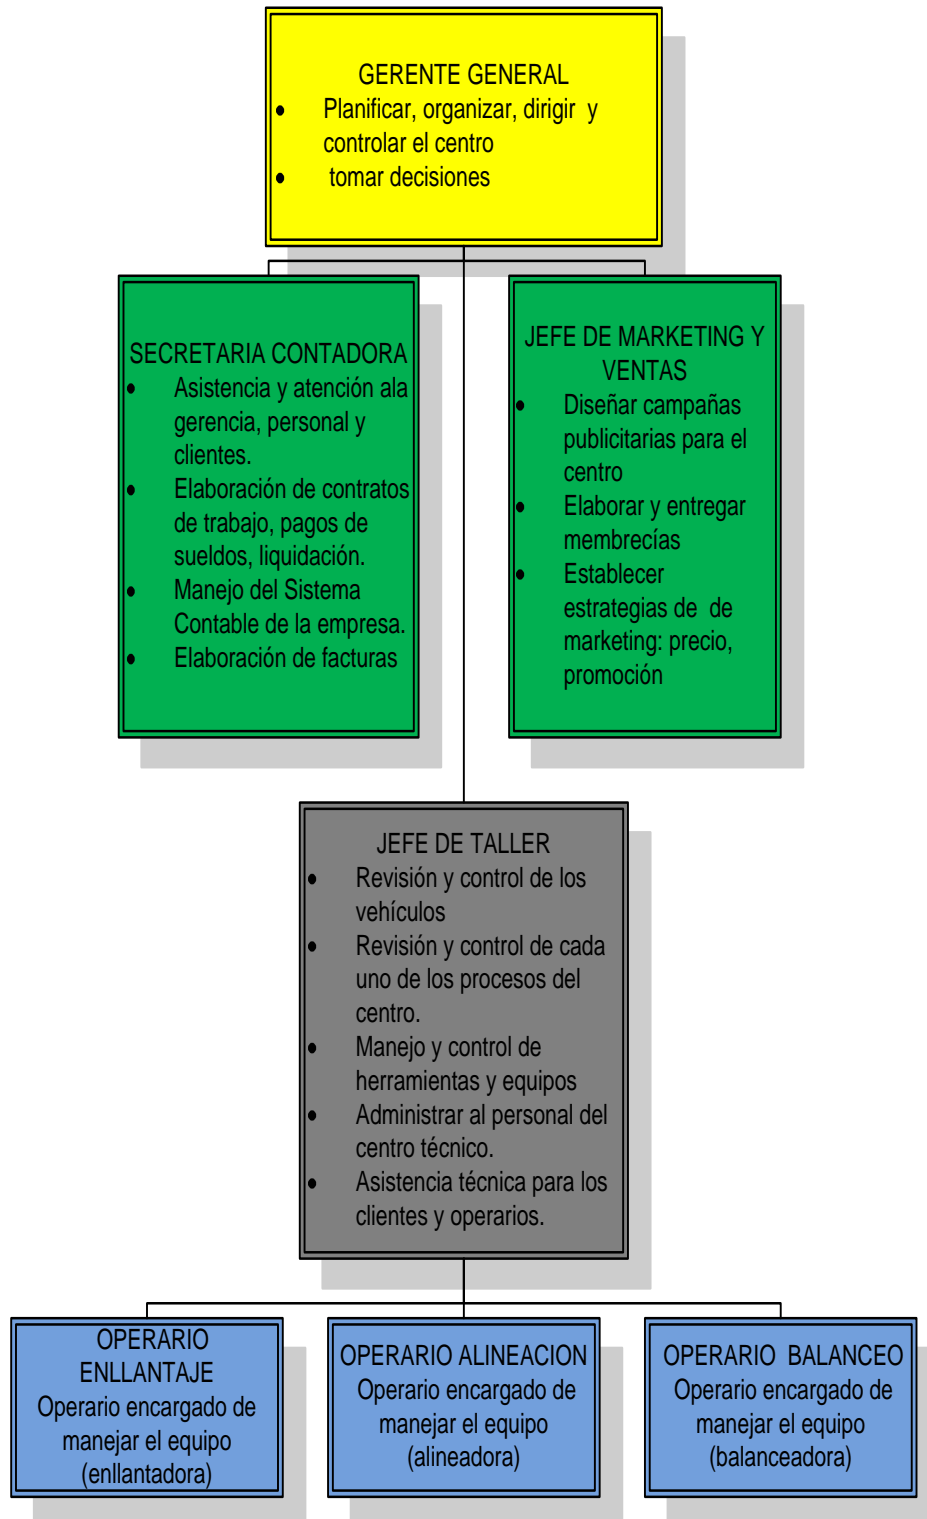 GERENTE GENERAL
• Planificar, organizar, dirigir y
controlar el centro
• tomar decisiones
SECRETARIA CONTADORA
• Asistencia y atención ala
gerencia, personal y
clientes.
• Elaboración de contratos
de trabajo, pagos de
sueldos, liquidación.
• Manejo del Sistema
Contable de la empresa.
• Elaboración de facturas
JEFE DE MARKETING Y
VENTAS
• Diseñar campañas
publicitarias para el
centro
• Elaborar y entregar
membrecías
• Establecer
estrategias de de
marketing: precio,
promoción
JEFE DE TALLER
• Revisión y control de los
vehículos
• Revisión y control de cada
uno de los procesos del
centro.
• Manejo y control de
herramientas y equipos
• Administrar al personal del
centro técnico.
• Asistencia técnica para los
clientes y operarios.
OPERARIO
ENLLANTAJE
Operario encargado de
manejar el equipo
(enllantadora)
OPERARIO ALINEACION
Operario encargado de
manejar el equipo
(alineadora)
OPERARIO BALANCEO
Operario encargado de
manejar el equipo
(balanceadora)